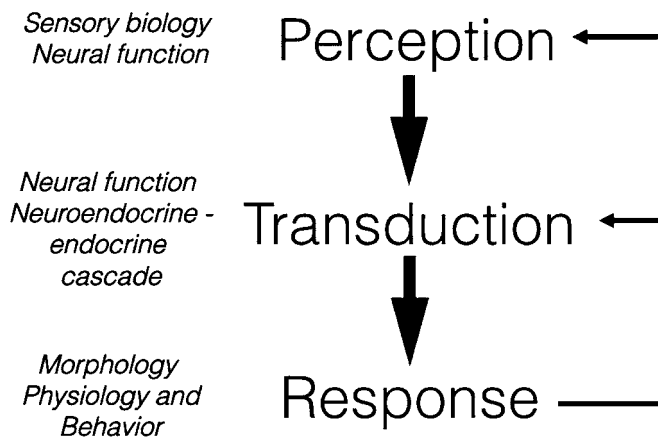 Sensory biology
Neural function
Perception
Neural function
Neuroendocrine -
endocrine
cascade
Transduction
Morphology
Physiology and
Behavior
Response